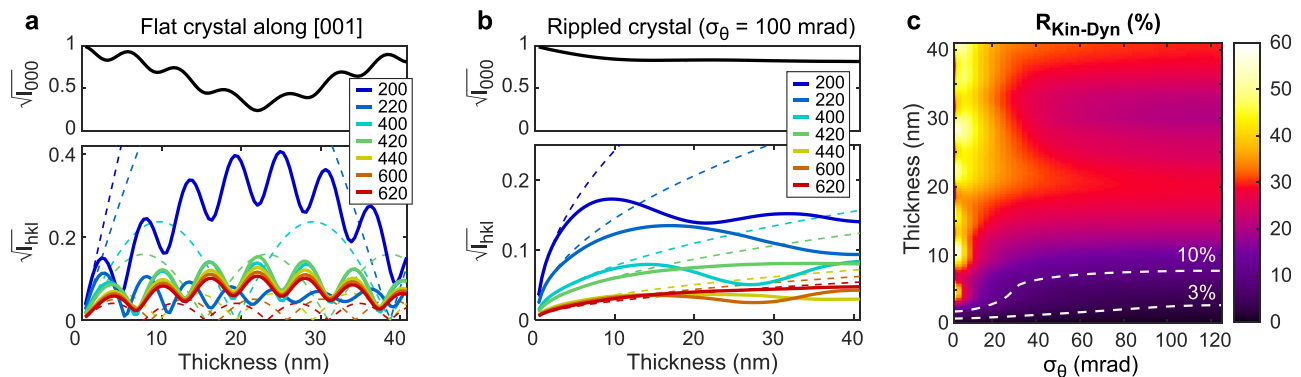 a
Flat crystal along [001]
√I000
1
0.5
0
√Ihkl
0.4
0.2
0
0 10 20 30 40
Thickness (nm)
200
220
400
420
440
600
620
b
Rippled crystal (σθ = 100 mrad)
√I000
1
0.5
0
√Ihkl
0.2
0.1
0
0 10 20 30 40
Thickness (nm)
200
220
400
420
440
600
620
c
RKin-Dyn (%)
Thickness (nm)
40
30
20
10
0
10%
3%
0 20 40 60 80 100 120
σθ (mrad)
60
50
40
30
20
10
0